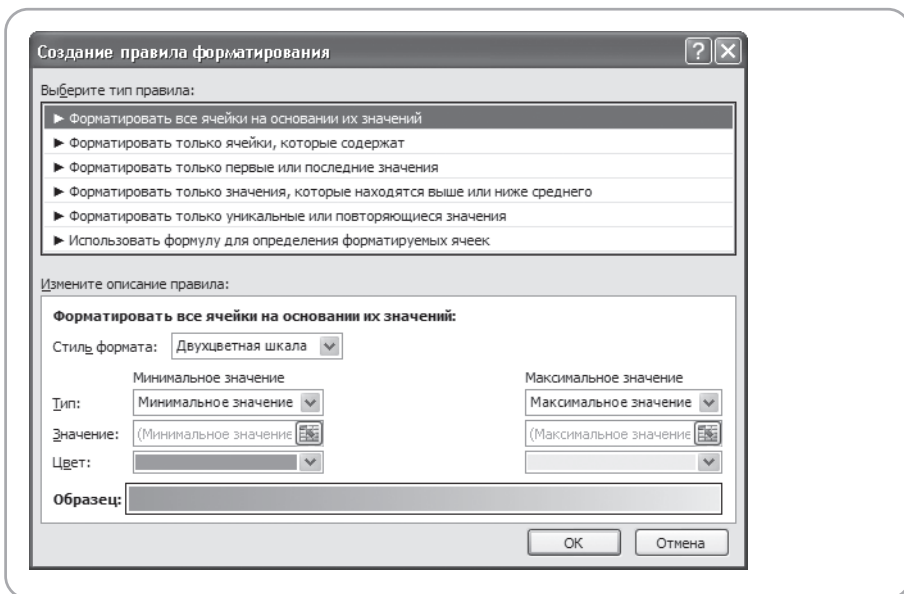 Создание правила форматирования
Выберите тип правила:
► Форматировать все ячейки на основании их значений
► Форматировать только ячейки, которые содержат
► Форматировать только первые или последние значения
► Форматировать только значения, которые находятся выше или ниже среднего
► Форматировать только уникальные или повторяющиеся значения
► Использовать формулу для определения форматируемых ячеек
Измените описание правила:
Форматировать все ячейки на основании их значений:
Стиль формата: Двухцветная шкала
Минимальное значение Максимальное значение
Тип: Минимальное значение Максимальное значение
Значение: (Минимальное значение (Максимальное значение
Цвет:
Образец:
ОК Отмена